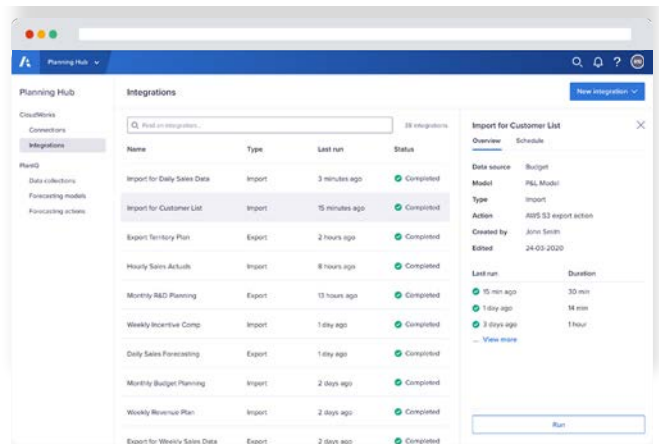 Planning Hub
Planning Hub
Integrations
New integration
CloudWorks
Connections
Integrations
PlanIQ
Data collections
Forecasting models
Forecasting actions
Find an integration...
28 integrations
Name Type Last run Status
Import for Daily Sales Data Import 3 minutes ago Completed
Import for Customer List Import 15 minutes ago Completed
Export Territory Plan Export 2 hours ago Completed
Hourly Sales Actuals Import 8 hours ago Completed
Monthly R&D Planning Export 13 hours ago Completed
Weekly Incentive Comp Import 1 day ago Completed
Daily Sales Forecasting Export 1 day ago Completed
Monthly Budget Planning Import 2 days ago Completed
Weekly Revenue Plan Import 2 days ago Completed
Export for Weekly Sales Data Export 2 days ago Completed
Import for Customer List
Overview Schedule
Data source Budget
Model P&L Model
Type Import
Action AWS S3 export action
Created by John Smith
Edited 24-03-2020
Last run Duration
15 min ago 30 min
1 day ago 14 min
3 days ago 1 hour
... View more
Run